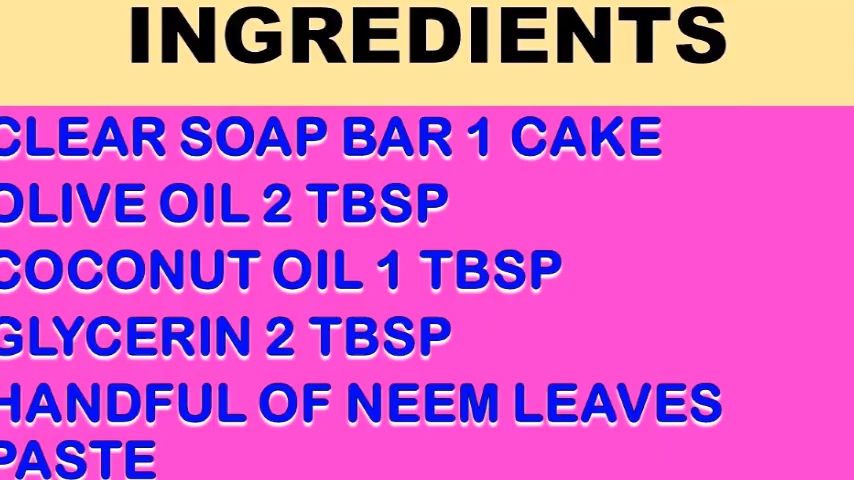 INGREDIENTS
CLEAR SOAP BAR 1 CAKE
OLIVE OIL 2 TBSP
COCONUT OIL 1 TBSP
GLYCERIN 2 TBSP
HANDFUL OF NEEM LEAVES
PASTE